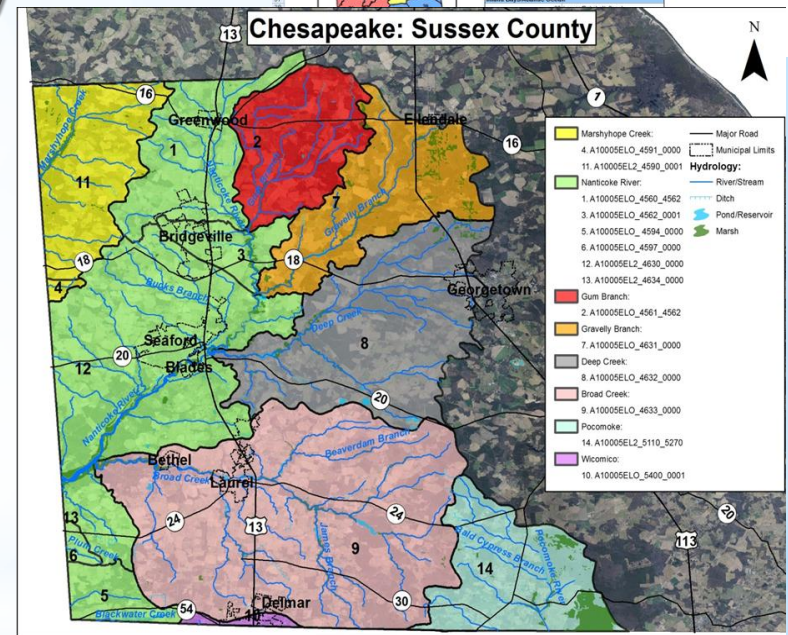 Chesapeake: Sussex County
N
13
16
1
Greenwood
Ellendale
16
Marshyhope Creek
1
2
11
Nanticoke River
7
Gravelly Branch
Bridgeville
3
18
18
4
Bucks Branch
Georgetown
Deep Creek
Seaford
8
20
Blades
12
20
Nanticoke River
Beaverdam Branch
Bethel
Broad Creek
Laurel
24
13
24
20
113
13
James Branch
9
Bald Cypress Branch
Pocomoke River
Plum Creek
6
14
5
Delmar
30
54
Blackwater Creek
10
Marshyhope Creek:
4. A10005ELO_4591_0000
11. A10005EL2_4590_0001
Nanticoke River:
1. A10005ELO_4560_4562
3. A10005ELO_4562_0001
5. A10005ELO_ 4594_0000
6. A10005ELO_4597_0000
12. A10005EL2_4630_0000
13. A10005EL2_4634_0000
Gum Branch:
2. A10005ELO_4561_4562
Gravelly Branch:
7. A10005ELO_4631_0000
Deep Creek:
8. A10005ELO_4632_0000
Broad Creek:
9. A10005ELO_4633_0000
Pocomoke:
14. A10005EL2_5110_5270
Wicomico:
10. A10005ELO_5400_0001
Major Road
Municipal Limits
Hydrology:
River/Stream
Ditch
Pond/Reservoir
Marsh